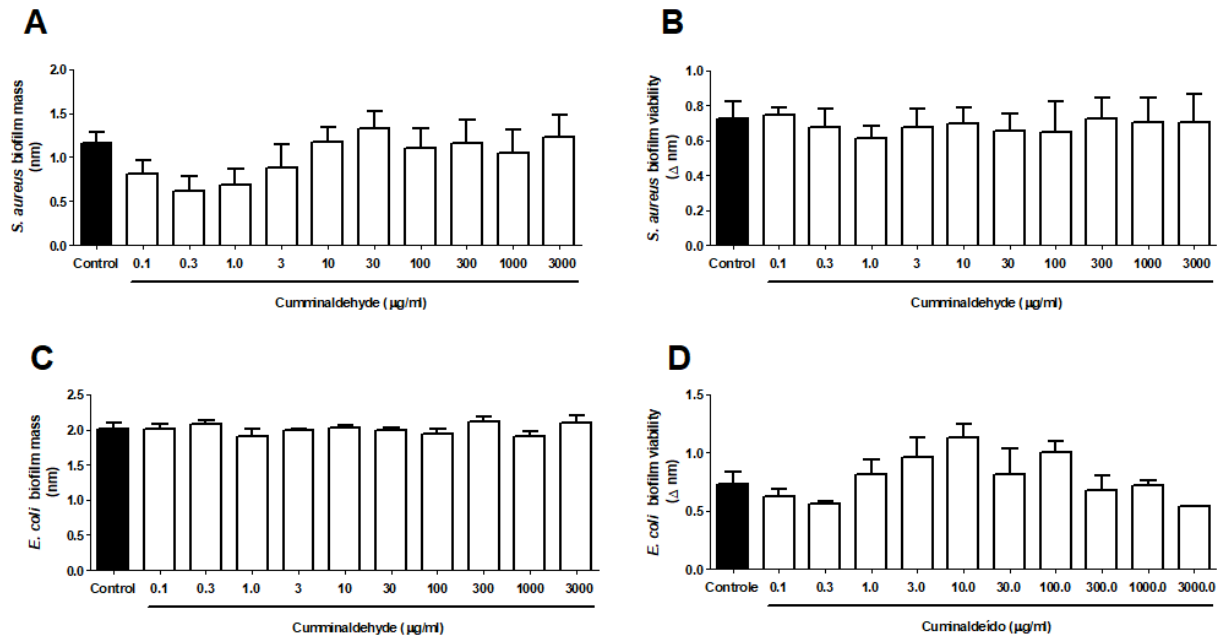 A
S. aureus biofilm mass
(nm)
2.0
1.5
1.0
0.5
0.0
Control 0.1 0.3 1.0 3 10 30 100 300 1000 3000
Cumminaldehyde (µg/ml)
B
S. aureus biofilm viability
(Δ nm)
1.0
0.8
0.6
0.4
0.2
0.0
Control 0.1 0.3 1.0 3 10 30 100 300 1000 3000
Cumminaldehyde (µg/ml)
C
E. coli biofilm mass
(nm)
2.5
2.0
1.5
1.0
0.5
0.0
Control 0.1 0.3 1.0 3 10 30 100 300 1000 3000
Cumminaldehyde (µg/ml)
D
E. coli biofilm viability
(Δ nm)
1.5
1.0
0.5
0.0
Controle 0.1 0.3 1.0 3.0 10.0 30.0 100.0 300.0 1000.0 3000.0
Cuminaldeído (µg/ml)